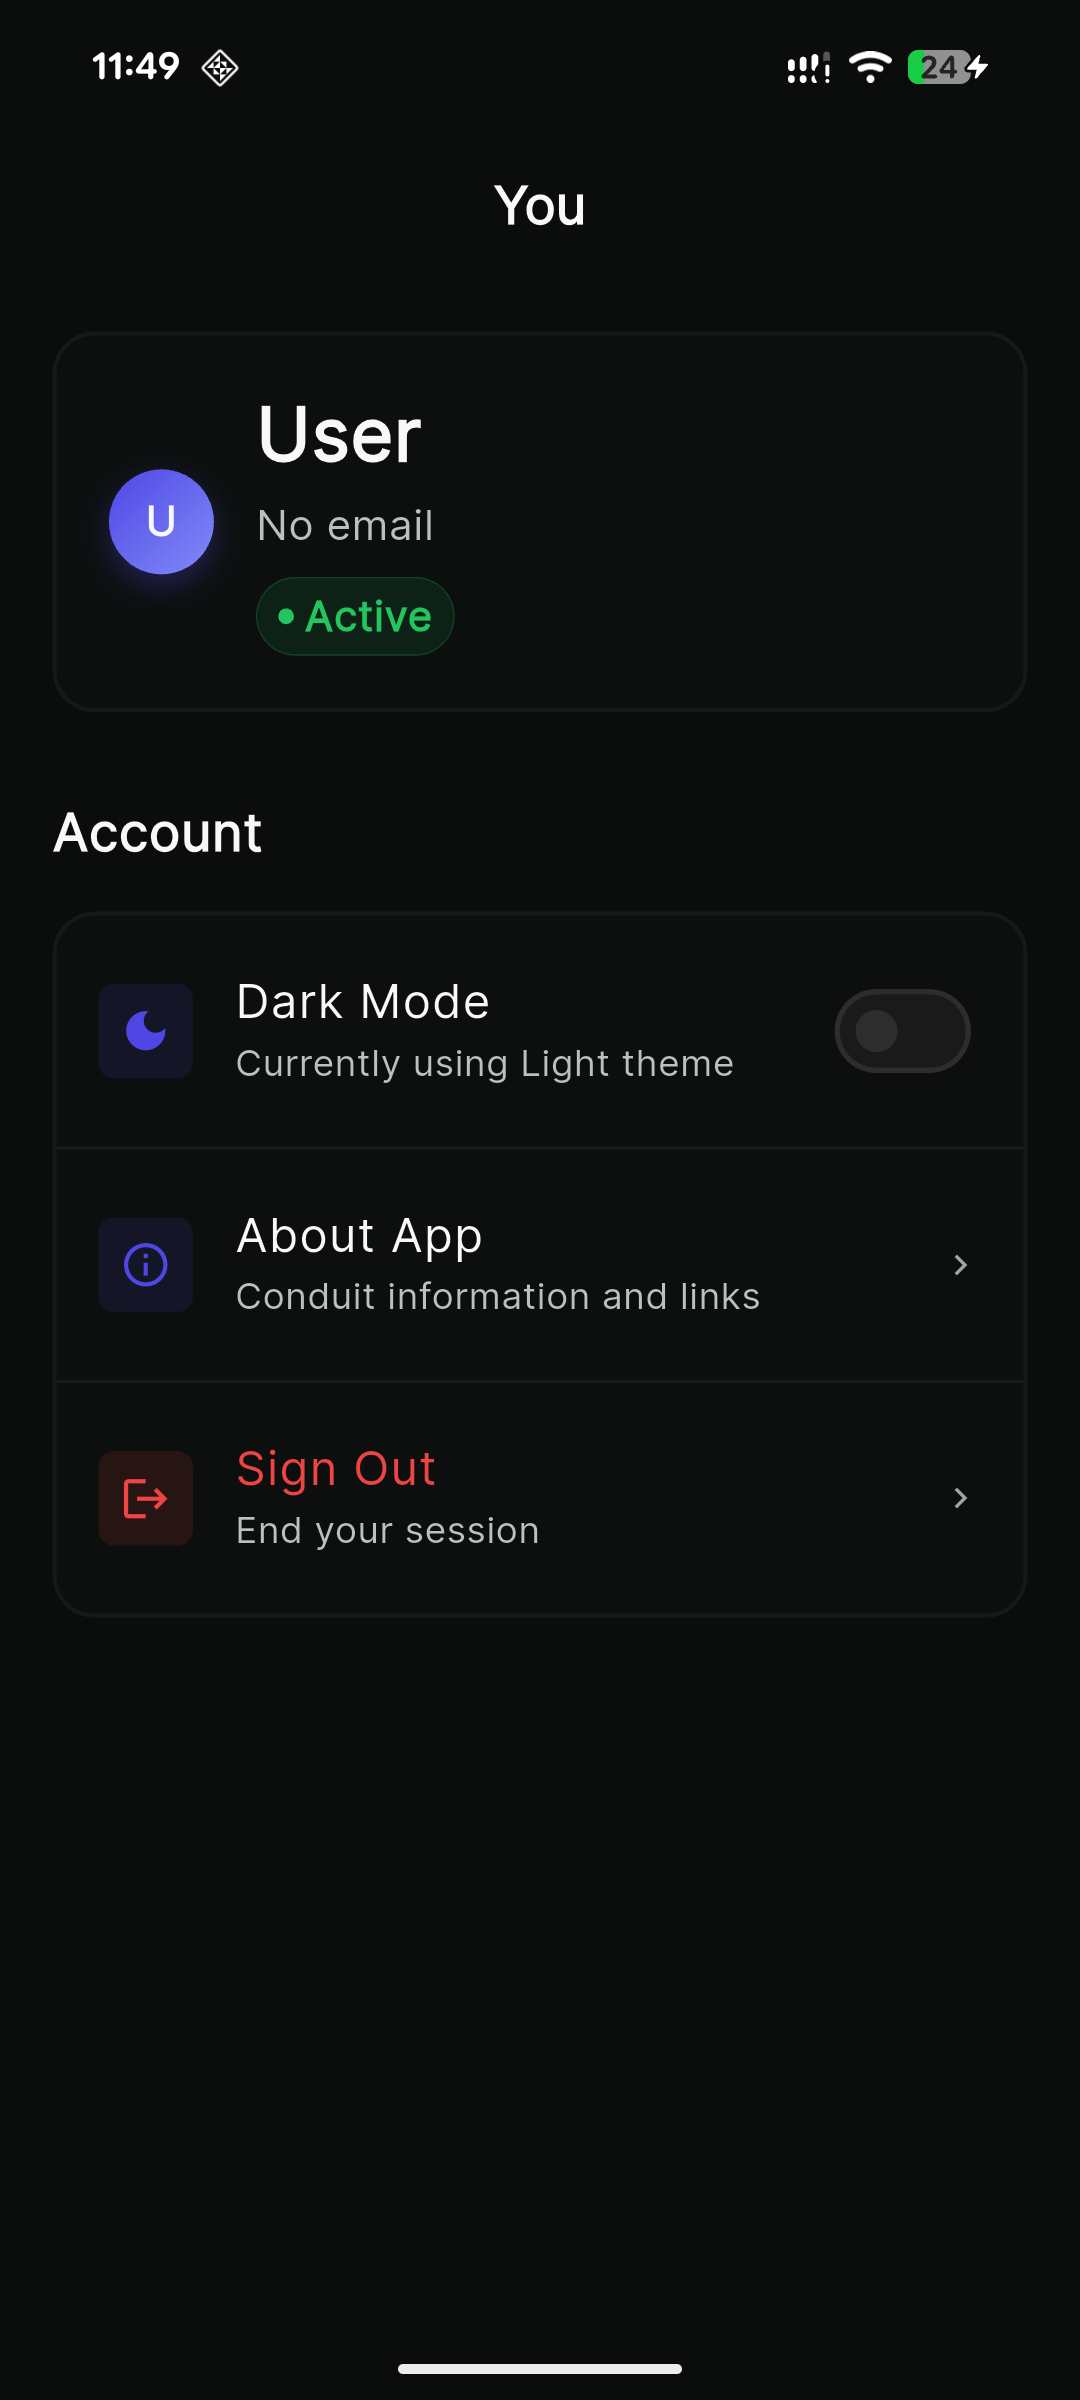 11:49
24
You
User
U
No email
Active
Account
Dark Mode
Currently using Light theme
About App
Conduit information and links
Sign Out
End your session